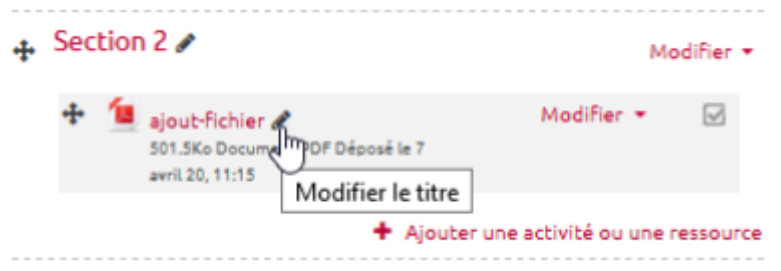 Section 2
Modifier
ajout-fichier
Modifier
501.5Ko Docume PDF Déposé le 7
avril 20, 11:15
Modifier le titre
Ajouter une activité ou une ressource